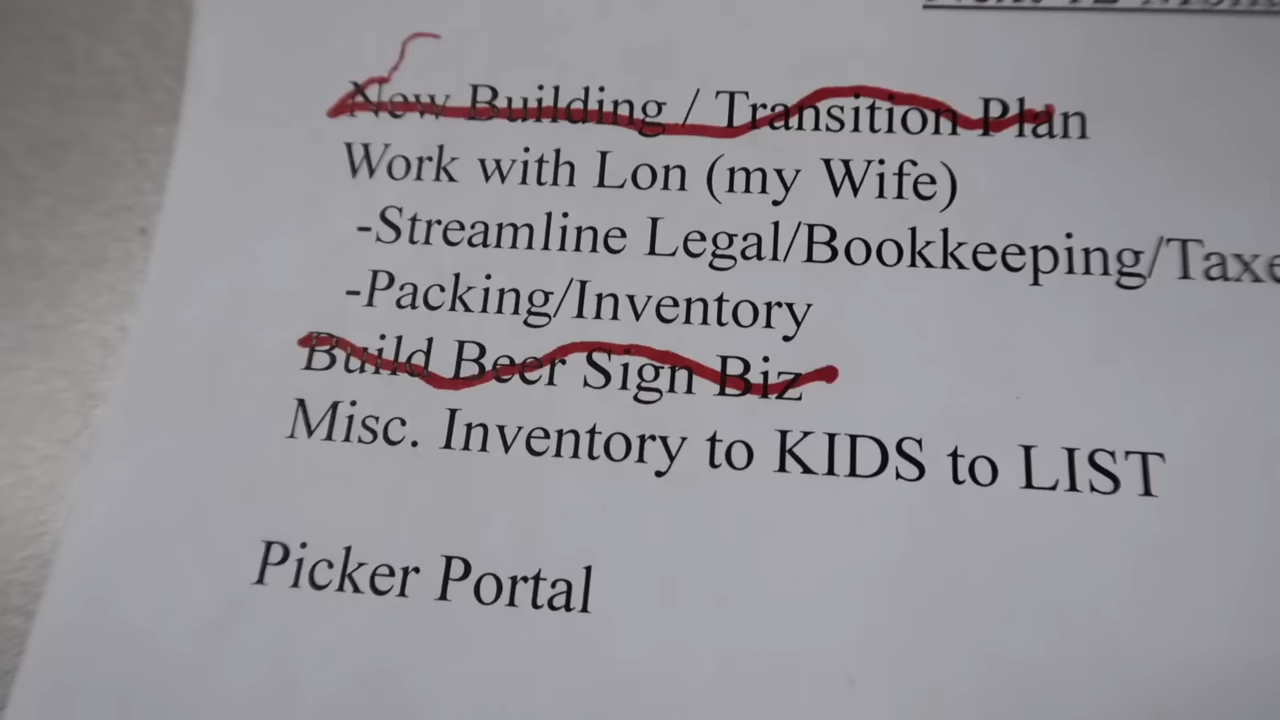 New Building / Transition Plan
Work with Lon (my Wife)
-Streamline Legal/Bookkeeping/Taxe
-Packing/Inventory
Build Beer Sign Biz
Misc. Inventory to KIDS to LIST
Picker Portal